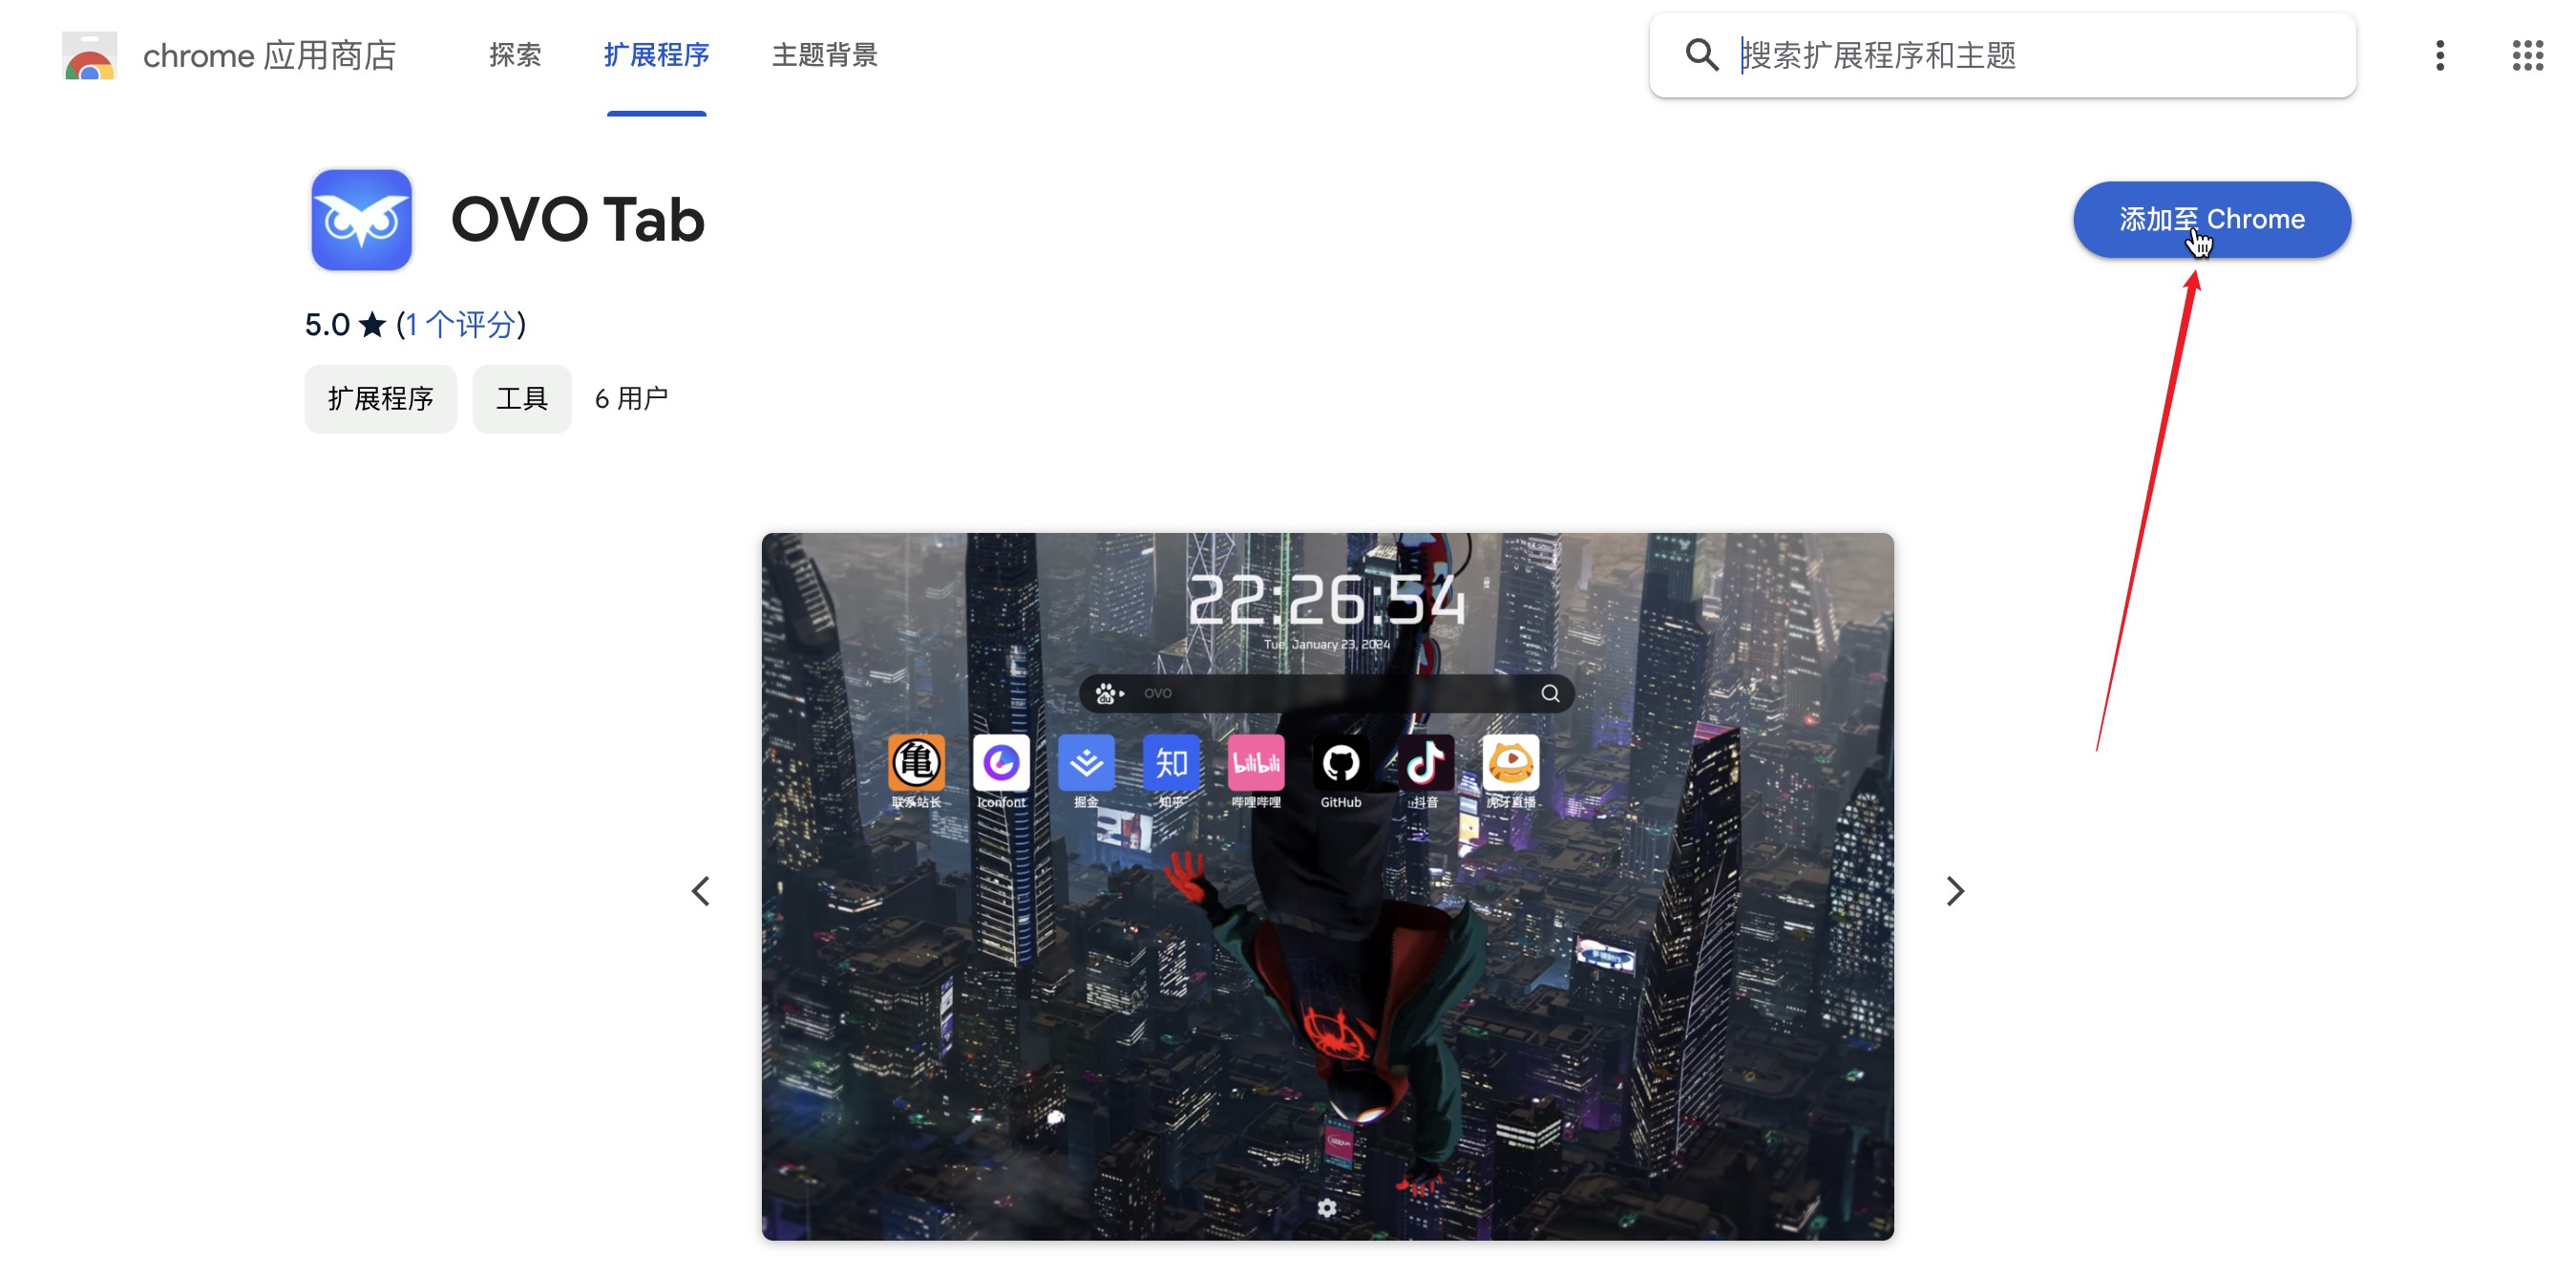 chrome 应用商店
探索
扩展程序
主题背景
搜索扩展程序和主题
OVO Tab
添加至 Chrome
5.0 ★ (1 个评分)
扩展程序
工具
6 用户
22:26:54
Tue, January 23, 2024
OVO
龜
知
bilibili
联系站长
Iconfont
掘金
知乎
哔哩哔哩
GitHub
抖音
虎牙直播